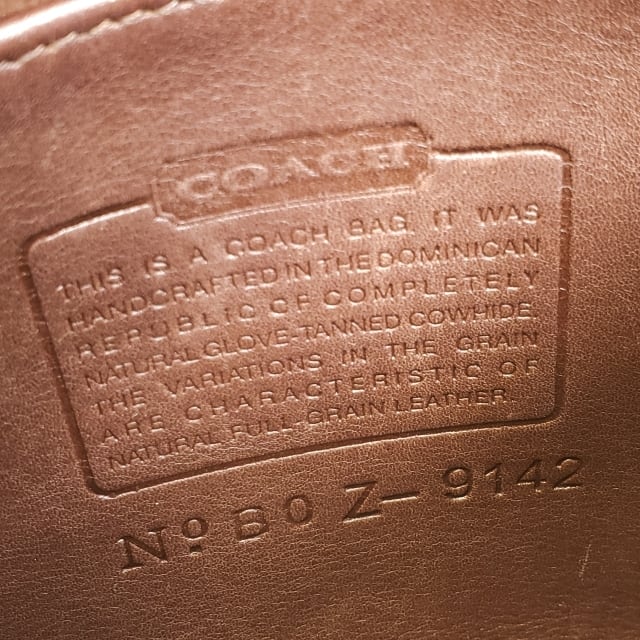 COACH
THIS IS A COACH BAG. IT WAS
HANDCRAFTED IN THE DOMINICAN
REPUBLIC OF COMPLETELY
NATURAL GLOVE-TANNED COWHIDE.
THE VARIATIONS IN THE GRAIN
ARE CHARACTERISTIC OF
NATURAL FULL-GRAIN LEATHER.
Nº B0Z-9142